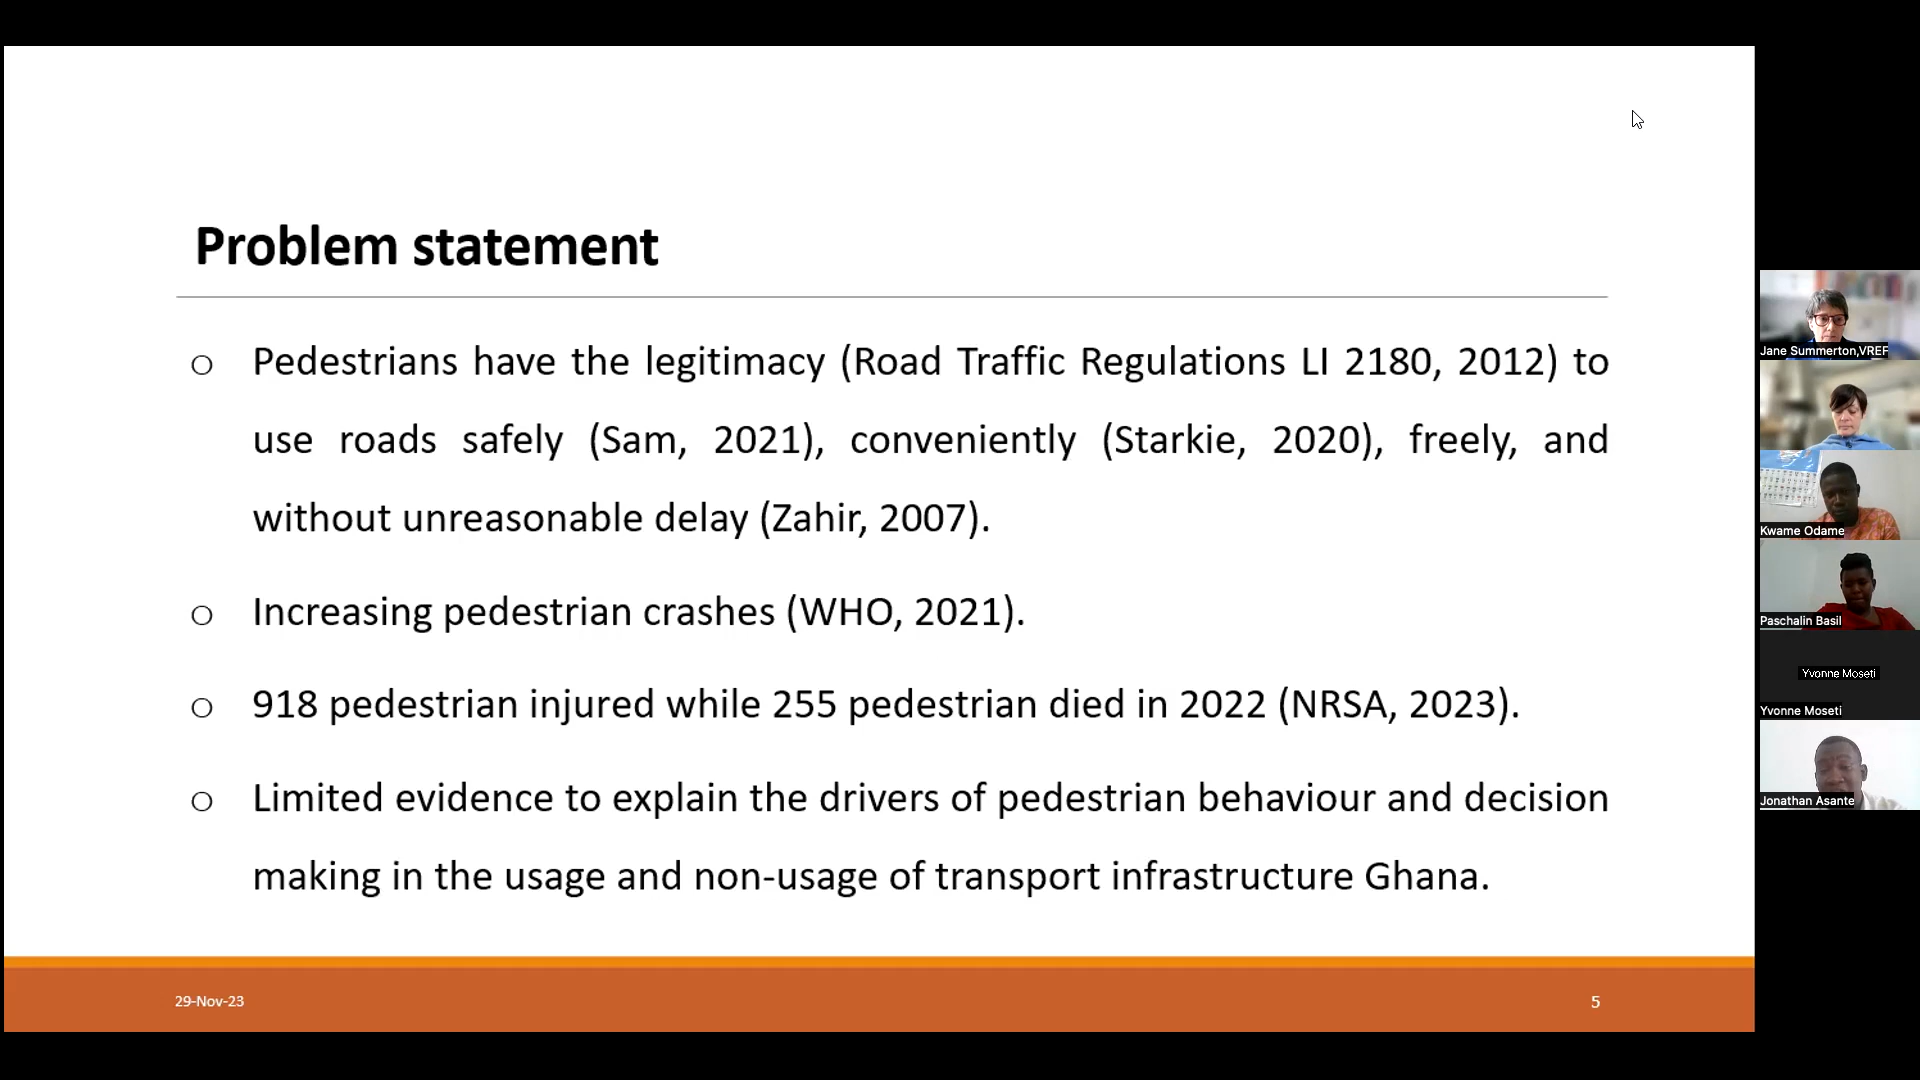 Problem statement
o Pedestrians have the legitimacy (Road Traffic Regulations LI 2180, 2012) to
use roads safely (Sam, 2021), conveniently (Starkie, 2020), freely, and
without unreasonable delay (Zahir, 2007).
o Increasing pedestrian crashes (WHO, 2021).
o 918 pedestrian injured while 255 pedestrian died in 2022 (NRSA, 2023).
o Limited evidence to explain the drivers of pedestrian behaviour and decision
making in the usage and non-usage of transport infrastructure Ghana.
29-Nov-23
5
Jane Summerton,VREF
Kwame Odame
Paschalin Basil
Yvonne Moseti
Yvonne Moseti
Jonathan Asante